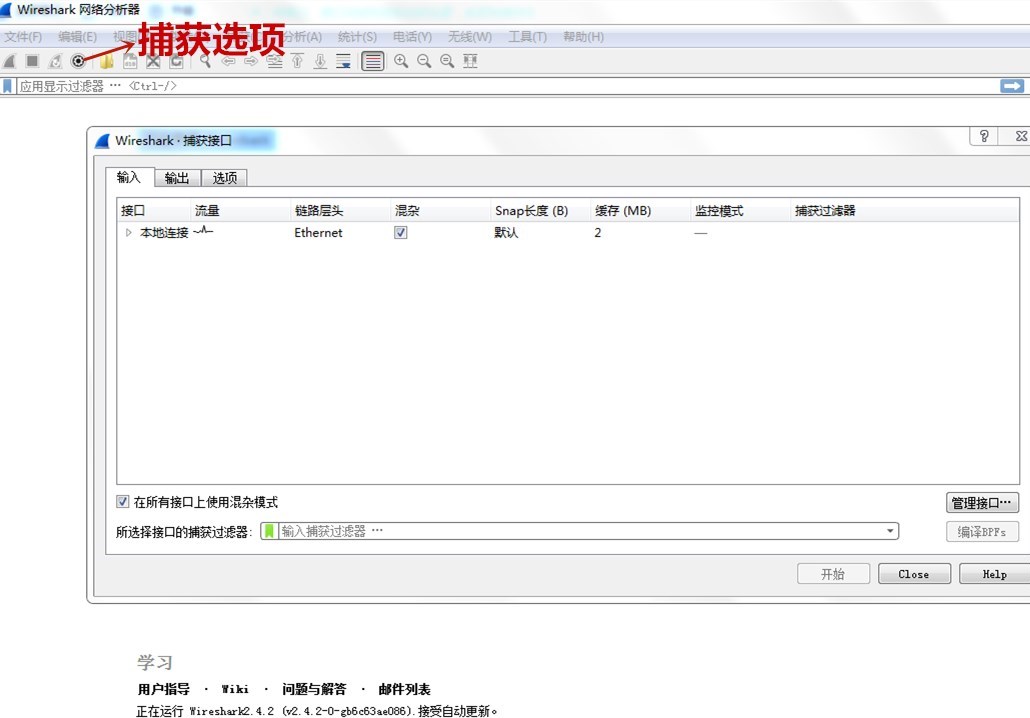 Wireshark 网络分析器
文件(F) 编辑(E) 视图 分析(A) 统计(S) 电话(Y) 无线(W) 工具(T) 帮助(H)
捕获选项
应用显示过滤器 … <Ctrl-/>
Wireshark · 捕获接口
输入 输出 选项
接口 流量 链路层头 混杂 Snap长度 (B) 缓存 (MB) 监控模式 捕获过滤器
本地连接 Ethernet 默认 2 —
在所有接口上使用混杂模式 管理接口…
所选择接口的捕获过滤器: 输入捕获过滤器 … 编译BPFs
开始 Close Help
学习
用户指导 · Wiki · 问题与解答 · 邮件列表
正在运行 Wireshark2.4.2 (v2.4.2-0-gb6c63ae086).接受自动更新。